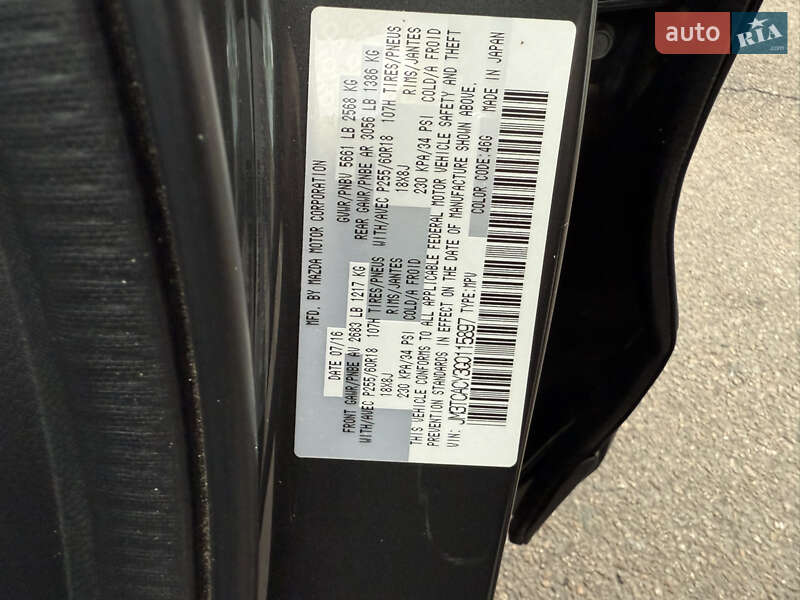 MFD. BY MAZDA MOTOR CORPORATION
DATE 07/16 GVWR/PNBV 5661 LB 2568 KG
FRONT GAWR/PNBE AV 2683 LB 1217 KG REAR GAWR/PNBE AR 3056 LB 1386 KG
WITH/AVEC P255/60R18 107H TIRES/PNEUS WITH/AVEC P255/60R18 107H TIRES/PNEUS
18X8J RIMS/JANTES 18X8J RIMS/JANTES
230 KPA/34 PSI COLD/A FROID 230 KPA/34 PSI COLD/A FROID
THIS VEHICLE CONFORMS TO ALL APPLICABLE FEDERAL MOTOR VEHICLE SAFETY AND THEFT
PREVENTION STANDARDS IN EFFECT ON THE DATE OF MANUFACTURE SHOWN ABOVE.
VIN: JM3TCACY3G0115897 TYPE:MPV COLOR CODE:46G MADE IN JAPAN
auto RIA .com